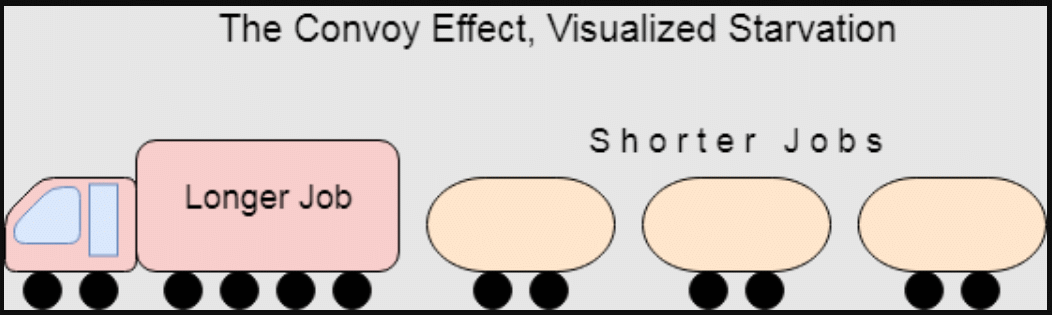 The Convoy Effect, Visualized Starvation
Shorter Jobs
Longer Job